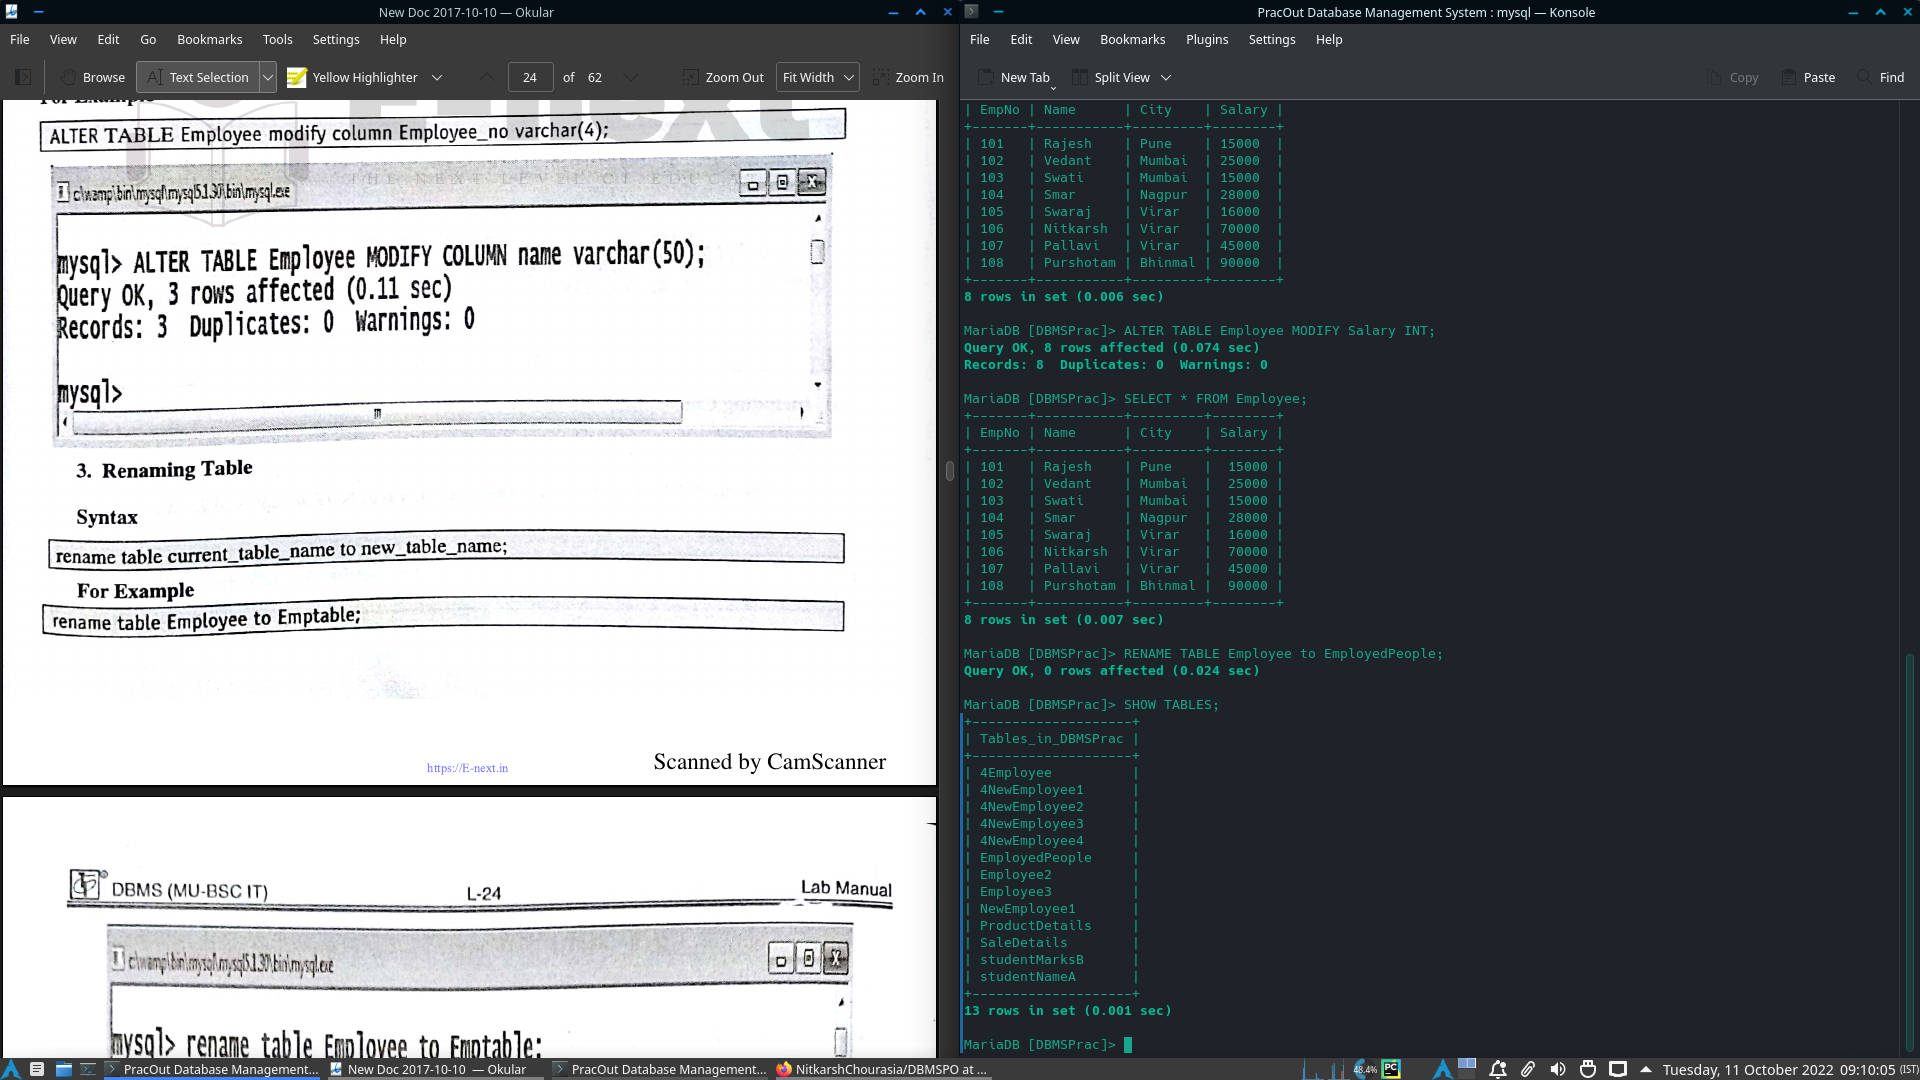 New Doc 2017-10-10 — Okular
File View Edit Go Bookmarks Tools Settings Help
Browse Text Selection Yellow Highlighter 24 of 62 Zoom Out Fit Width Zoom In
For Example
ALTER TABLE Employee modify column Employee_no varchar(4);
c:\wamp\bin\mysql\mysql5.1.30\bin\mysql.exe
mysql> ALTER TABLE Employee MODIFY COLUMN name varchar(50);
Query OK, 3 rows affected (0.11 sec)
Records: 3 Duplicates: 0 Warnings: 0
mysql>
3. Renaming Table
Syntax
rename table current_table_name to new_table_name;
For Example
rename table Employee to Emptable;
https://E-next.in
Scanned by CamScanner
DBMS (MU-BSC IT) L-24 Lab Manual
c:\wamp\bin\mysql\mysql5.1.30\bin\mysql.exe
mysql> rename table Employee to Emptable;
PracOut Database Management System : mysql — Konsole
File Edit View Bookmarks Plugins Settings Help
New Tab Split View Copy Paste Find
| EmpNo | Name | City | Salary |
+-------+-----------+---------+--------+
| 101 | Rajesh | Pune | 15000 |
| 102 | Vedant | Mumbai | 25000 |
| 103 | Swati | Mumbai | 15000 |
| 104 | Smar | Nagpur | 28000 |
| 105 | Swaraj | Virar | 16000 |
| 106 | Nitkarsh | Virar | 70000 |
| 107 | Pallavi | Virar | 45000 |
| 108 | Purshotam | Bhinmal | 90000 |
+-------+-----------+---------+--------+
8 rows in set (0.006 sec)
MariaDB [DBMSPrac]> ALTER TABLE Employee MODIFY Salary INT;
Query OK, 8 rows affected (0.074 sec)
Records: 8 Duplicates: 0 Warnings: 0
MariaDB [DBMSPrac]> SELECT * FROM Employee;
+-------+-----------+---------+--------+
| EmpNo | Name | City | Salary |
+-------+-----------+---------+--------+
| 101 | Rajesh | Pune | 15000 |
| 102 | Vedant | Mumbai | 25000 |
| 103 | Swati | Mumbai | 15000 |
| 104 | Smar | Nagpur | 28000 |
| 105 | Swaraj | Virar | 16000 |
| 106 | Nitkarsh | Virar | 70000 |
| 107 | Pallavi | Virar | 45000 |
| 108 | Purshotam | Bhinmal | 90000 |
+-------+-----------+---------+--------+
8 rows in set (0.007 sec)
MariaDB [DBMSPrac]> RENAME TABLE Employee to EmployedPeople;
Query OK, 0 rows affected (0.024 sec)
MariaDB [DBMSPrac]> SHOW TABLES;
+--------------------+
| Tables_in_DBMSPrac |
+--------------------+
| 4Employee |
| 4NewEmployee1 |
| 4NewEmployee2 |
| 4NewEmployee3 |
| 4NewEmployee4 |
| EmployedPeople |
| Employee2 |
| Employee3 |
| NewEmployee1 |
| ProductDetails |
| SaleDetails |
| studentMarksB |
| studentNameA |
+--------------------+
13 rows in set (0.001 sec)
MariaDB [DBMSPrac]>
PracOut Database Management... New Doc 2017-10-10 — Okular PracOut Database Management... NitkarshChourasia/DBMSPO at ... 48.4% PC Tuesday, 11 October 2022 09:10:05 (IST)